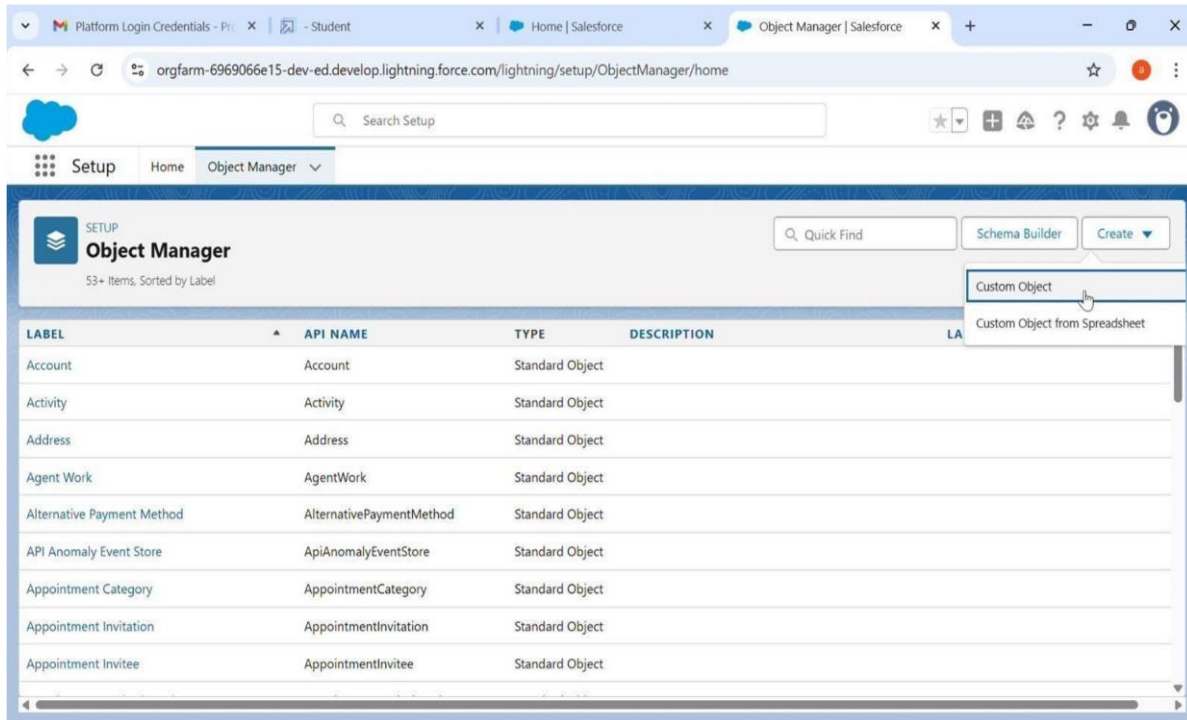 Platform Login Credentials - Pr
- Student
Home | Salesforce
Object Manager | Salesforce
orgfarm-6969066e15-dev-ed.develop.lightning.force.com/lightning/setup/ObjectManager/home
a
Search Setup
Setup Home Object Manager
SETUP
Object Manager
53+ Items, Sorted by Label
Quick Find
Schema Builder
Create
Custom Object
Custom Object from Spreadsheet
LABEL API NAME TYPE DESCRIPTION LA
Account Account Standard Object
Activity Activity Standard Object
Address Address Standard Object
Agent Work AgentWork Standard Object
Alternative Payment Method AlternativePaymentMethod Standard Object
API Anomaly Event Store ApiAnomalyEventStore Standard Object
Appointment Category AppointmentCategory Standard Object
Appointment Invitation AppointmentInvitation Standard Object
Appointment Invitee AppointmentInvitee Standard Object